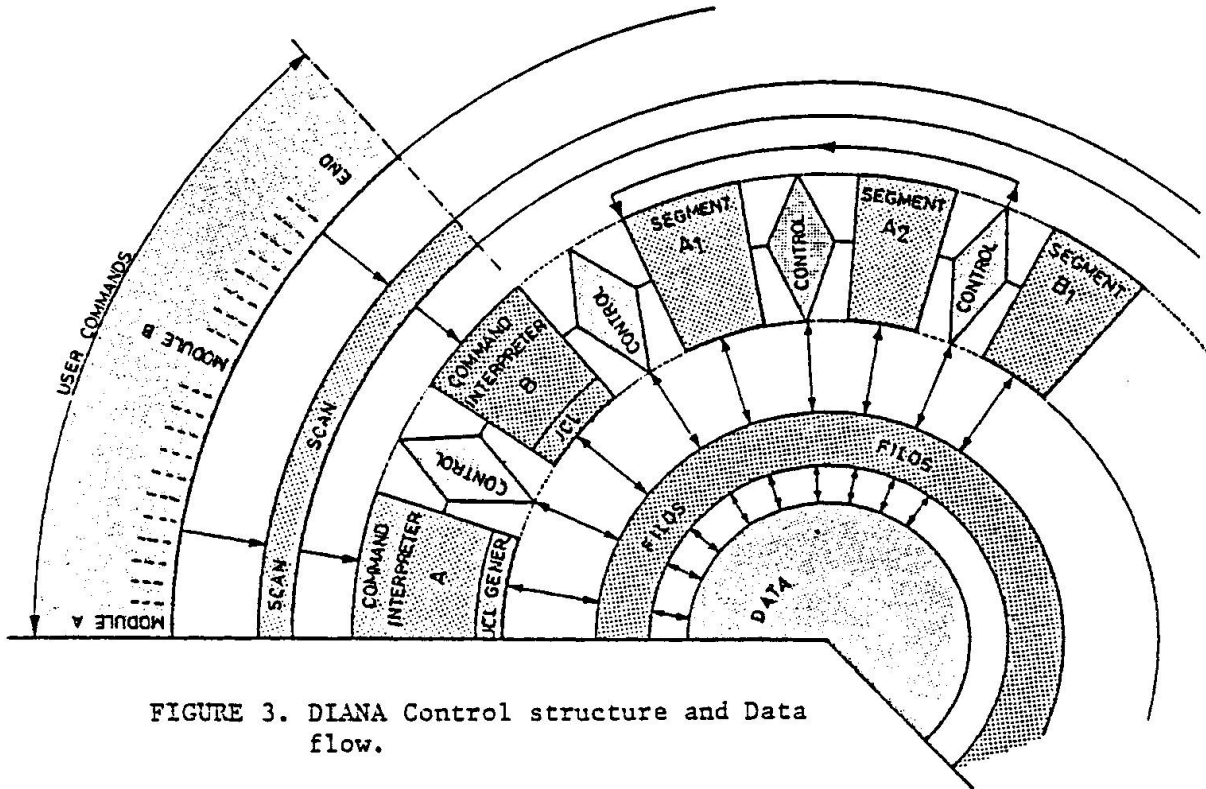 USER COMMANDS
MODULE A
MODULE B
END
SCAN
SCAN
COMMAND
INTERPRETER
A
JCL GENER
CONTROL
COMMAND
INTERPRETER
B
JCL
CONTROL
SEGMENT
A1
CONTROL
SEGMENT
A2
CONTROL
SEGMENT
B1
FILOS
FILOS
DATA
FIGURE 3. DIANA Control structure and Data
flow.